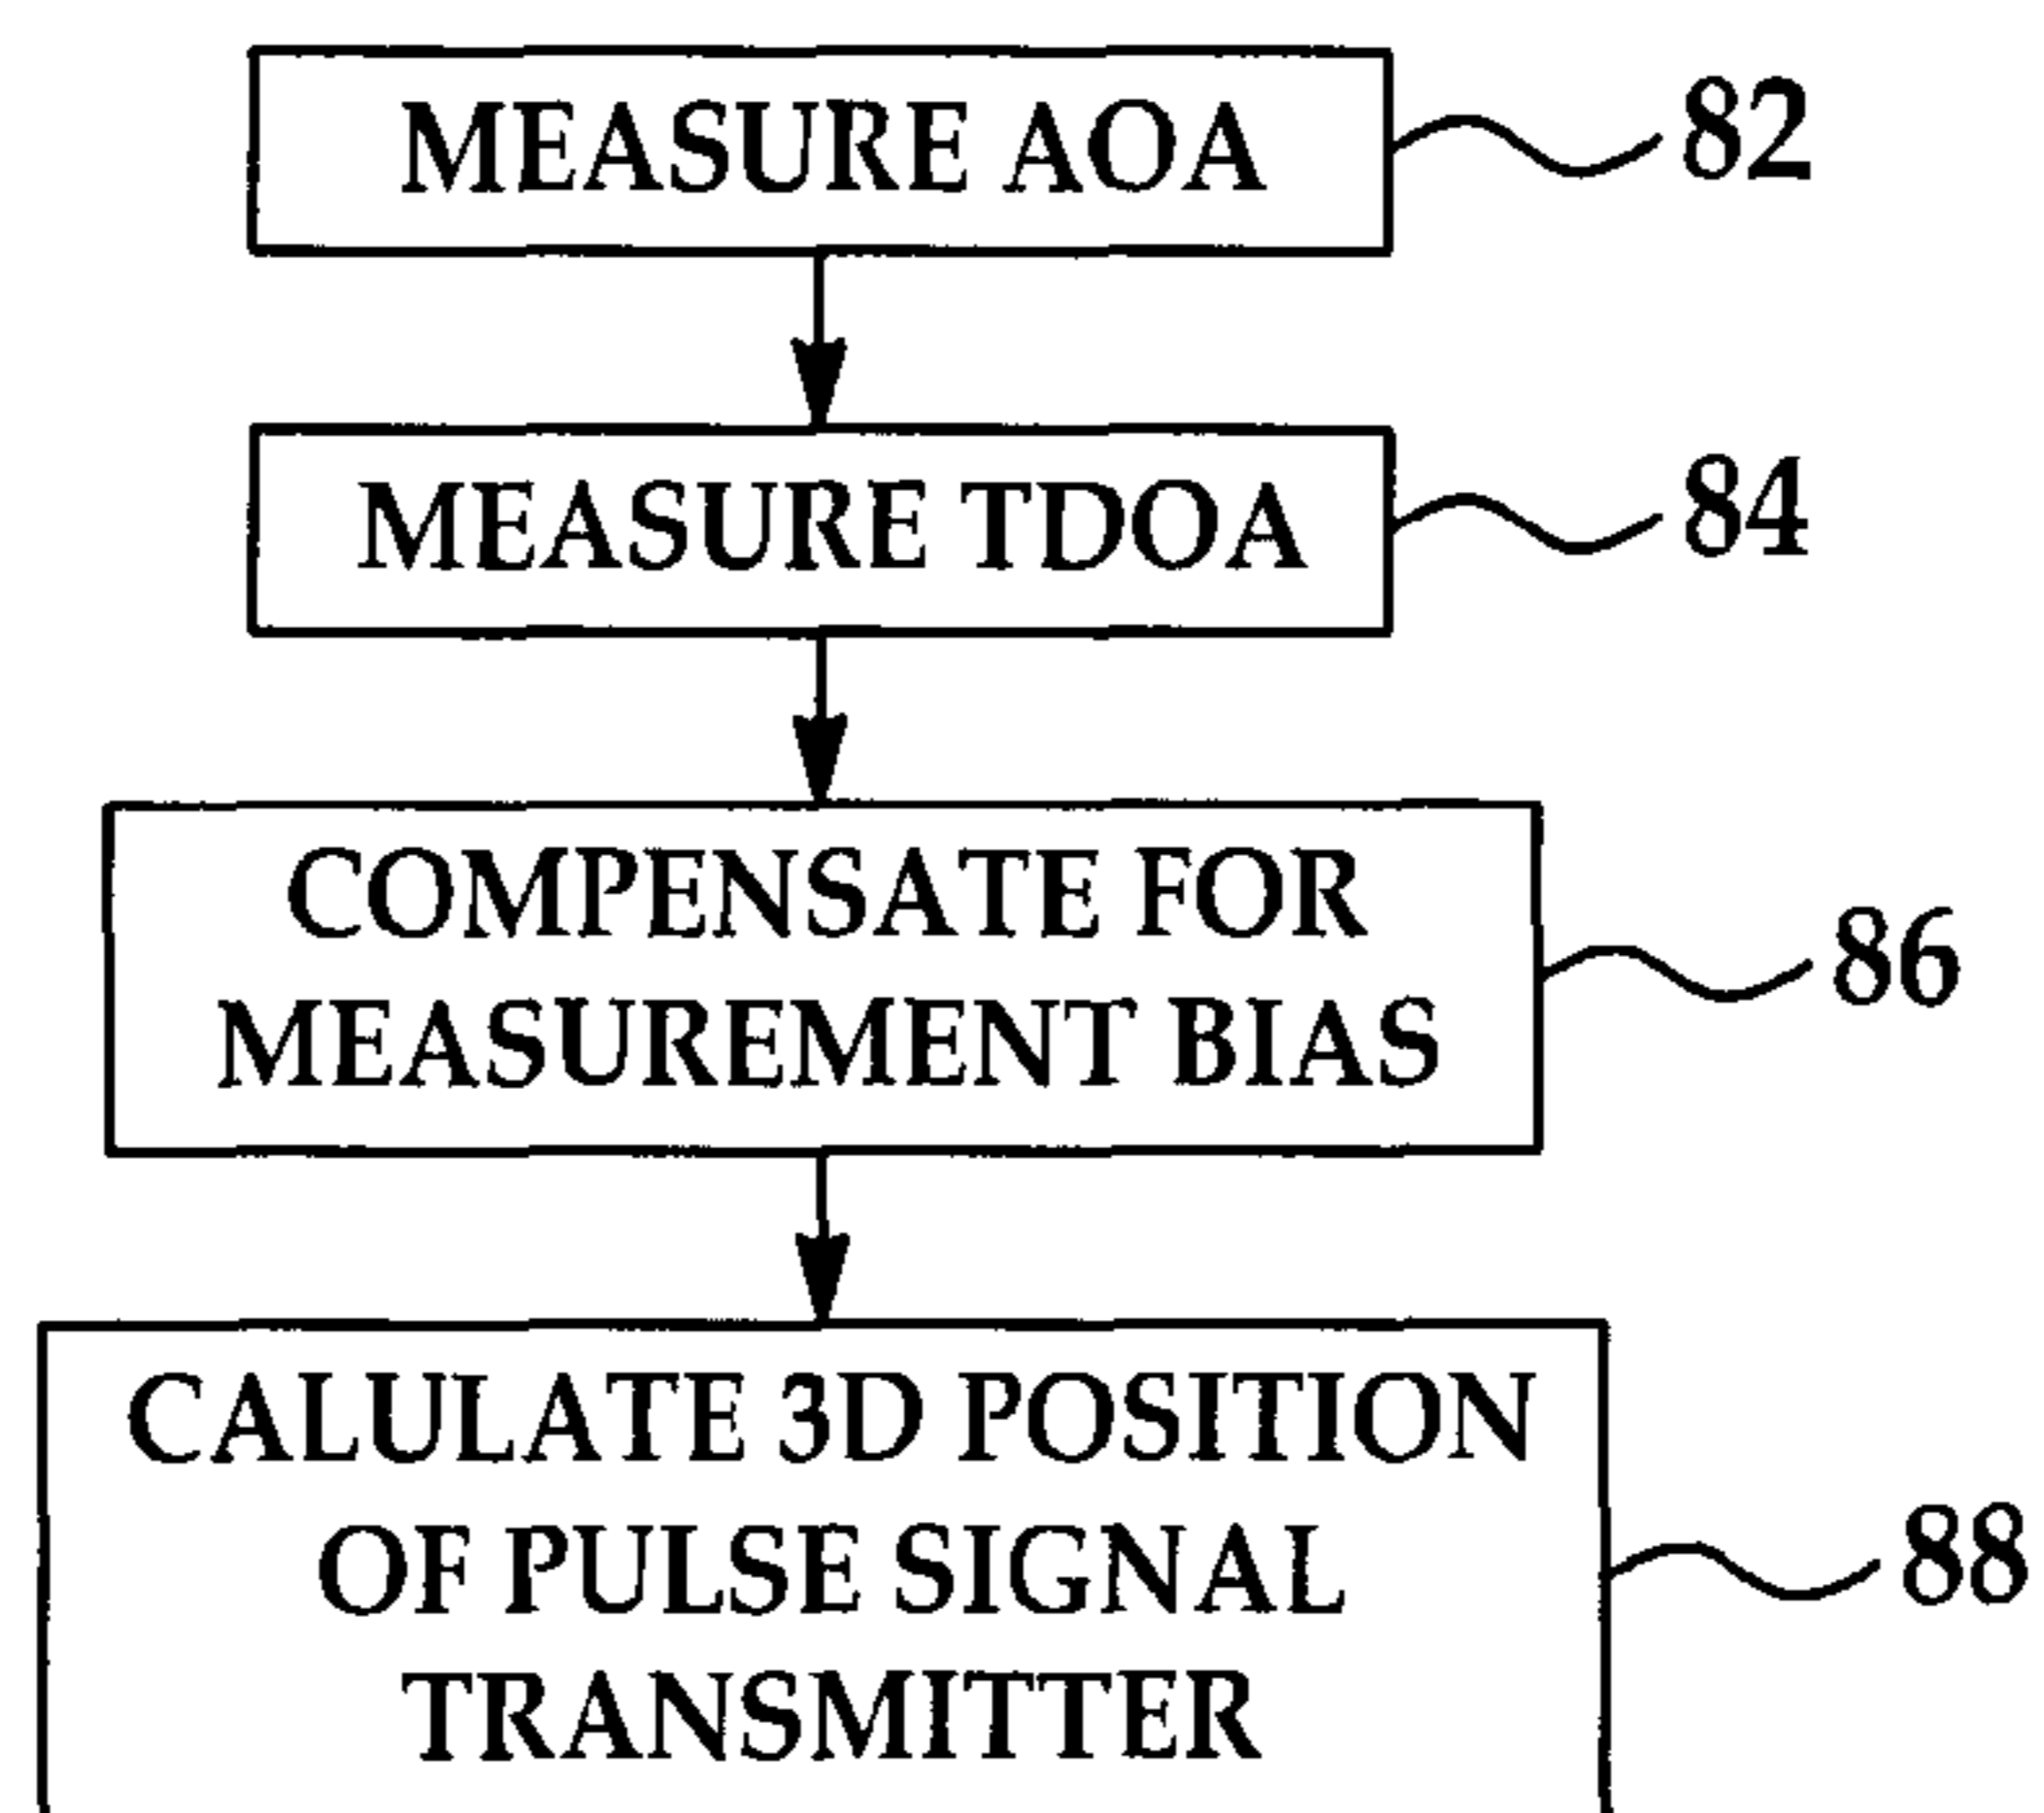 MEASURE AOA
82
MEASURE TDOA
84
COMPENSATE FOR
MEASUREMENT BIAS
86
CALULATE 3D POSITION
OF PULSE SIGNAL
TRANSMITTER
88